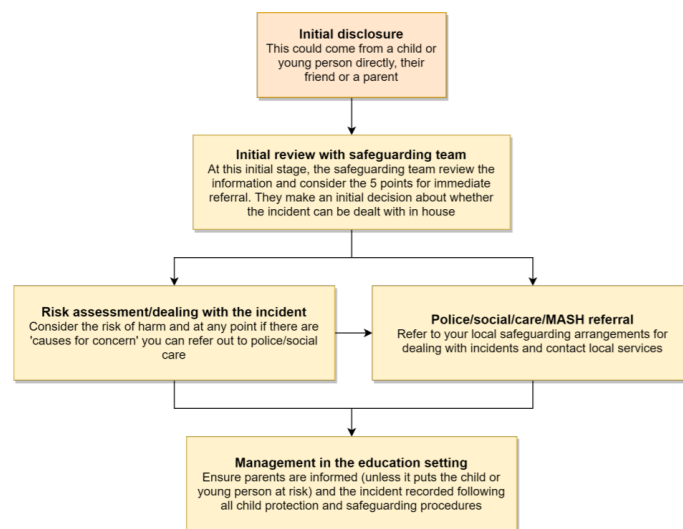 Initial disclosure
This could come from a child or
young person directly, their
friend or a parent
Initial review with safeguarding team
At this initial stage, the safeguarding team review the
information and consider the 5 points for immediate
referral. They make an initial decision about whether
the incident can be dealt with in house
Risk assessment/dealing with the incident
Consider the risk of harm and at any point if there are
'causes for concern' you can refer out to police/social
care
Police/social/care/MASH referral
Refer to your local safeguarding arrangements for
dealing with incidents and contact local services
Management in the education setting
Ensure parents are informed (unless it puts the child or
young person at risk) and the incident recorded following
all child protection and safeguarding procedures